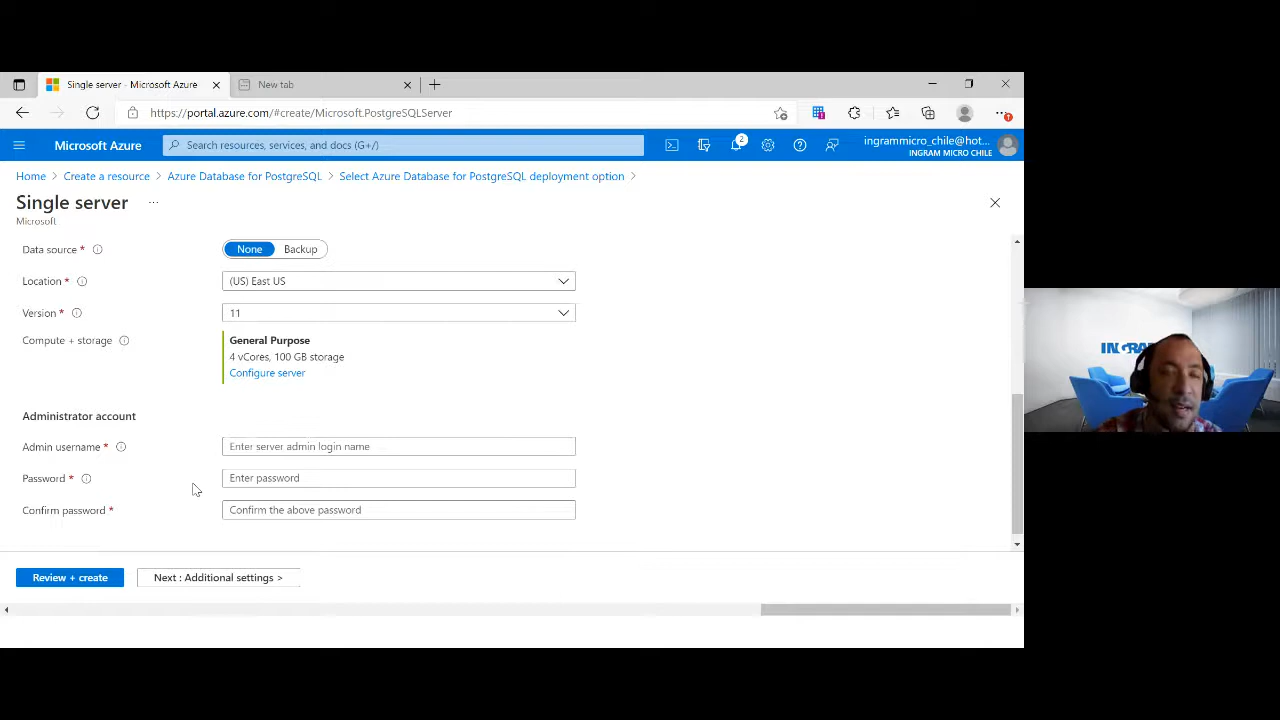 Single server - Microsoft Azure
New tab
https://portal.azure.com/#create/Microsoft.PostgreSQLServer
Microsoft Azure
Search resources, services, and docs (G+/)
2
ingrammicro_chile@hot...
INGRAM MICRO CHILE
Home > Create a resource > Azure Database for PostgreSQL > Select Azure Database for PostgreSQL deployment option >
Single server ...
Microsoft
Data source * None Backup
Location * (US) East US
Version * 11
Compute + storage General Purpose
4 vCores, 100 GB storage
Configure server
Administrator account
Admin username * Enter server admin login name
Password * Enter password
Confirm password * Confirm the above password
Review + create
Next : Additional settings >